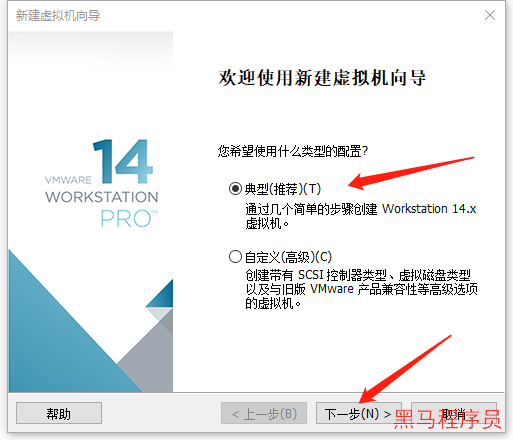 新建虚拟机向导
欢迎使用新建虚拟机向导
VMWARE 14
WORKSTATION
PRO™
您希望使用什么类型的配置?
典型(推荐)(T)
通过几个简单的步骤创建 Workstation 14.x
虚拟机。
自定义(高级)(C)
创建带有 SCSI 控制器类型、虚拟磁盘类型
以及与旧版 VMware 产品兼容性等高级选项
的虚拟机。
帮助
< 上一步(B)
下一步(N) >
取消
黑马程序员